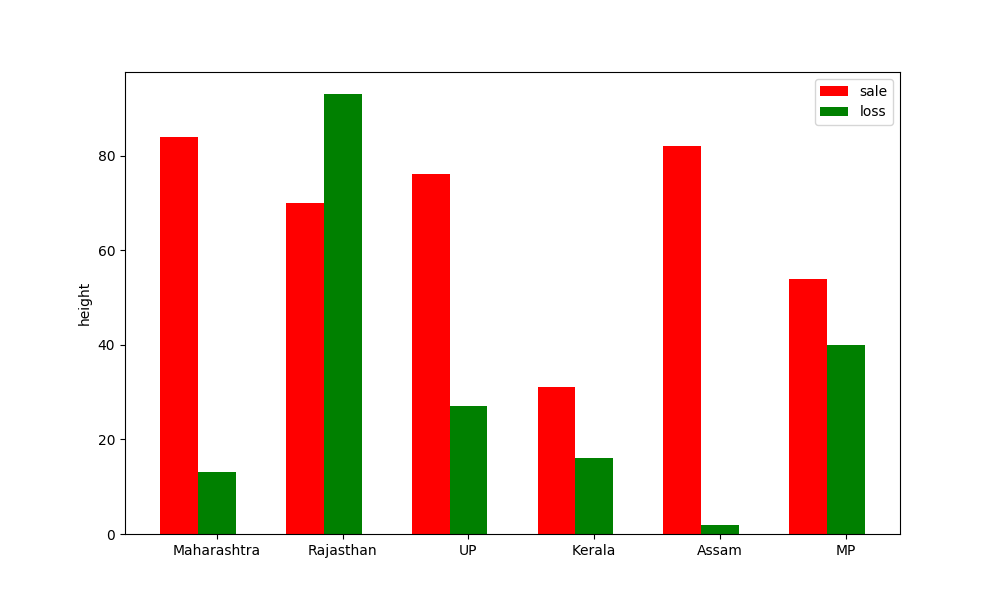 sale
loss
80
60
40
20
0
height
Maharashtra
Rajasthan
UP
Kerala
Assam
MP